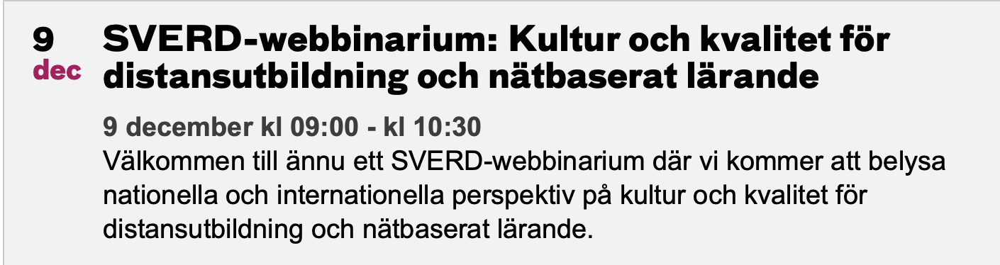 9
dec
SVERD-webbinarium: Kultur och kvalitet för
distansutbildning och nätbaserat lärande
9 december kl 09:00 - kl 10:30
Välkommen till ännu ett SVERD-webbinarium där vi kommer att belysa
nationella och internationella perspektiv på kultur och kvalitet för
distansutbildning och nätbaserat lärande.